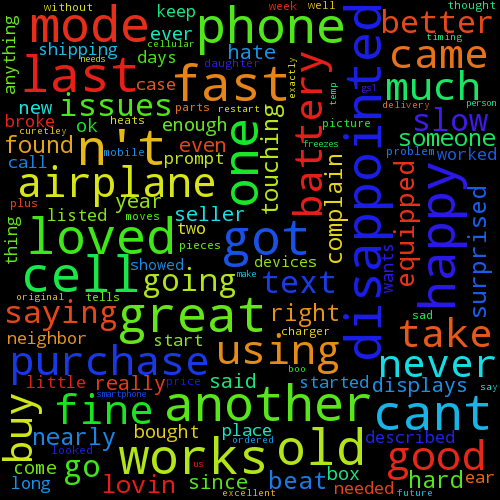 without
keep
week
well
thought
anything
mode
phone
better
shipping
ever
hate
cellular
timing
days
needs
last
case
fast
daughter
came
much
new
issues
parts
restart
exactly
battery
temp
disappointed
delivery
person
broke
ok
heats
enough
touching
slow
someone
found
n't
curetley
one
even
picture
freezes
problem
worked
call
mobile
prompt
complain
airplane
year
plus
listed
moves
seller
equipped
happy
surprised
thing
loved
two
pieces
got
devices
wants
cell
showed
make
going
text
original
tells
saying
great
right
sad
take
neighbor
start
charger
using
never
purchase
price
boo
little
really
said
started
displays
say
smartphone
buy
fine
another
cant
nearly
bought
place
ordered
described
looked
come
go
works
old
good
long
lovin
since
us
beat
box
needed
hard
ear
excellent
future